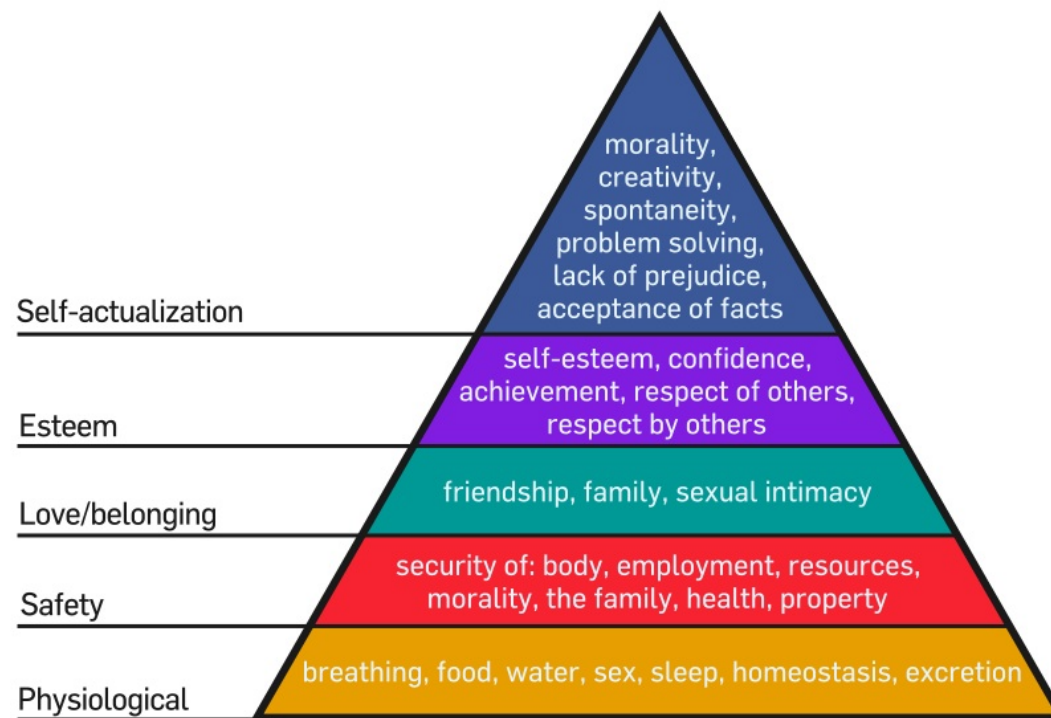 morality,
creativity,
spontaneity,
problem solving,
lack of prejudice,
acceptance of facts
Self-actualization
self-esteem, confidence,
achievement, respect of others,
respect by others
Esteem
friendship, family, sexual intimacy
Love/belonging
security of: body, employment, resources,
morality, the family, health, property
Safety
breathing, food, water, sex, sleep, homeostasis, excretion
Physiological